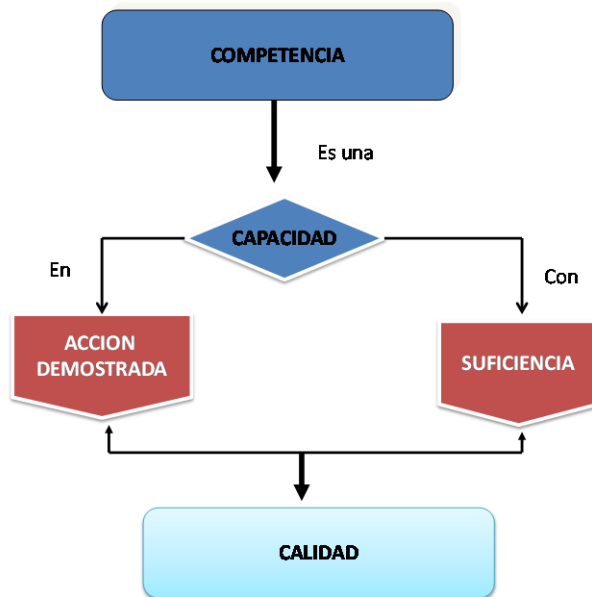 COMPETENCIA
Es una
CAPACIDAD
En
Con
ACCION
DEMOSTRADA
SUFICIENCIA
CALIDAD